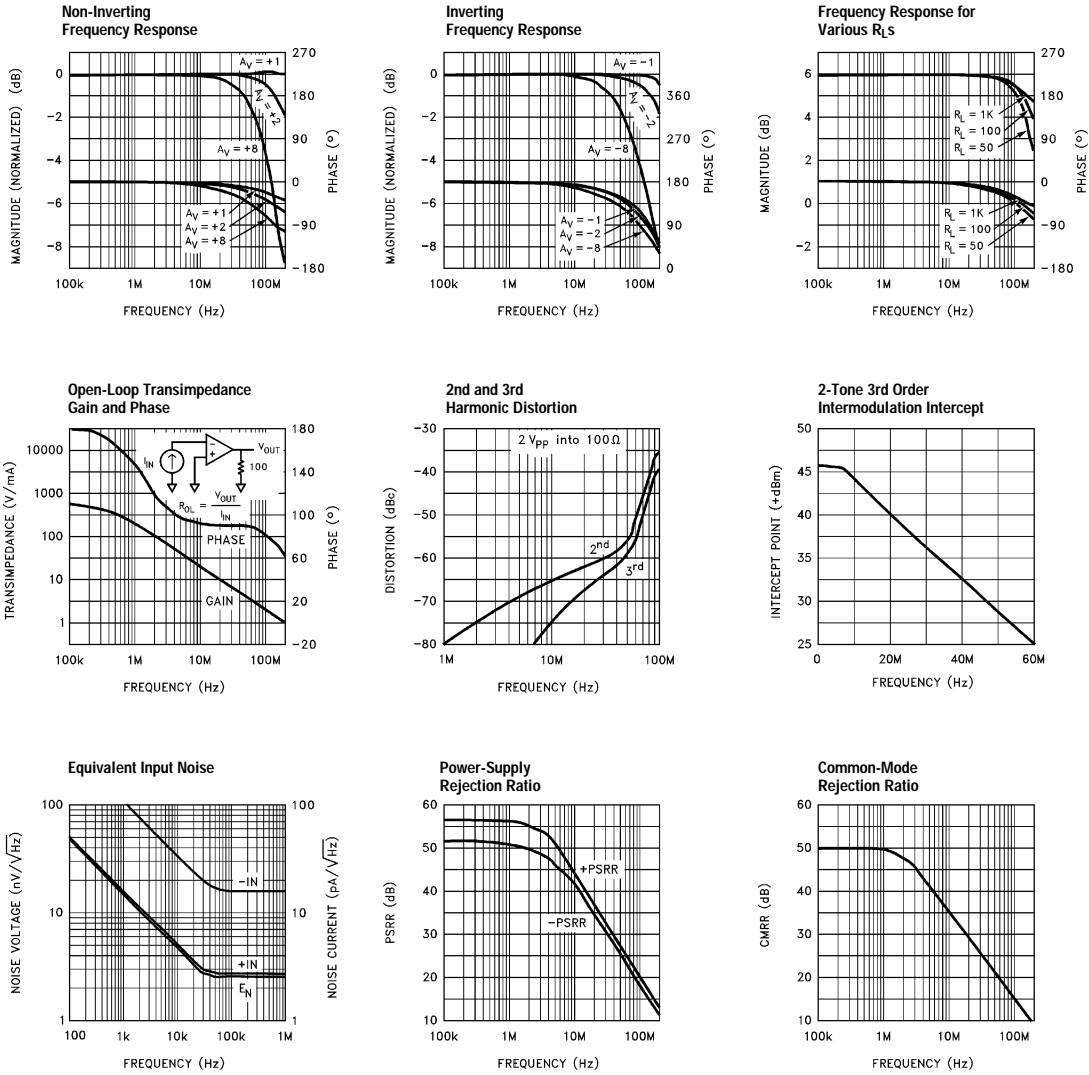 Non-Inverting
Frequency Response
MAGNITUDE (NORMALIZED) (dB)
0
−2
−4
−6
−8
A_V = +1
A_V = +2
A_V = +8
A_V = +1
A_V = +2
A_V = +8
270
180
90
0
−90
−180
PHASE (°)
100k 1M 10M 100M
FREQUENCY (Hz)
Inverting
Frequency Response
MAGNITUDE (NORMALIZED) (dB)
0
−2
−4
−6
−8
A_V = −1
A_V = −2
A_V = −8
A_V = −1
A_V = −2
A_V = −8
360
270
180
90
0
PHASE (°)
100k 1M 10M 100M
FREQUENCY (Hz)
Frequency Response for
Various R_Ls
MAGNITUDE (dB)
6
4
2
0
−2
R_L = 1K
R_L = 100
R_L = 50
R_L = 1K
R_L = 100
R_L = 50
270
180
90
0
−90
−180
PHASE (°)
100k 1M 10M 100M
FREQUENCY (Hz)
Open-Loop Transimpedance
Gain and Phase
TRANSIMPEDANCE (V/mA)
10000
1000
100
10
1
I_IN
−
+
V_OUT
100
R_OL = V_OUT / I_IN
PHASE
GAIN
180
140
100
60
20
−20
PHASE (°)
100k 1M 10M 100M
FREQUENCY (Hz)
2nd and 3rd
Harmonic Distortion
DISTORTION (dBc)
−30
−40
−50
−60
−70
−80
2 V_PP into 100Ω
2nd
3rd
1M 10M 100M
FREQUENCY (Hz)
2-Tone 3rd Order
Intermodulation Intercept
INTERCEPT POINT (+dBm)
50
45
40
35
30
25
0 20M 40M 60M
FREQUENCY (Hz)
Equivalent Input Noise
NOISE VOLTAGE (nV/√Hz)
100
10
1
−IN
+IN
E_N
100
10
1
NOISE CURRENT (pA/√Hz)
100 1k 10k 100k 1M
FREQUENCY (Hz)
Power-Supply
Rejection Ratio
PSRR (dB)
60
50
40
30
20
10
+PSRR
−PSRR
100k 1M 10M 100M
FREQUENCY (Hz)
Common-Mode
Rejection Ratio
CMRR (dB)
60
50
40
30
20
10
100k 1M 10M 100M
FREQUENCY (Hz)